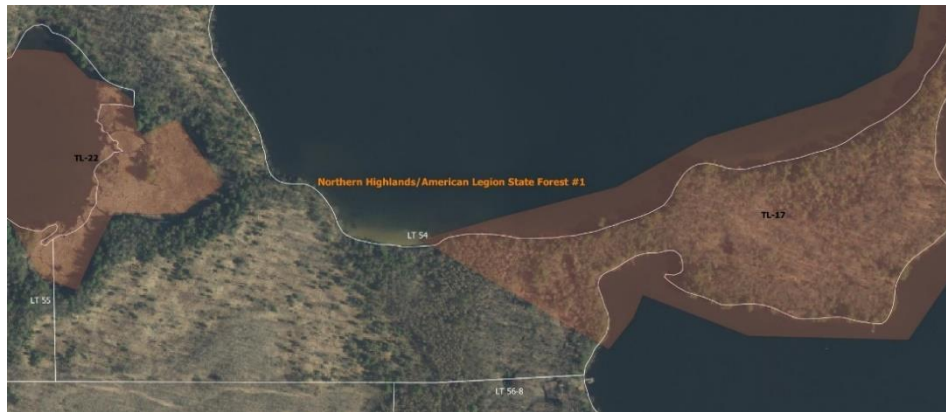 TL-22
Northern Highlands/American Legion State Forest #1
TL-17
LT 54
LT 55
LT 56-8